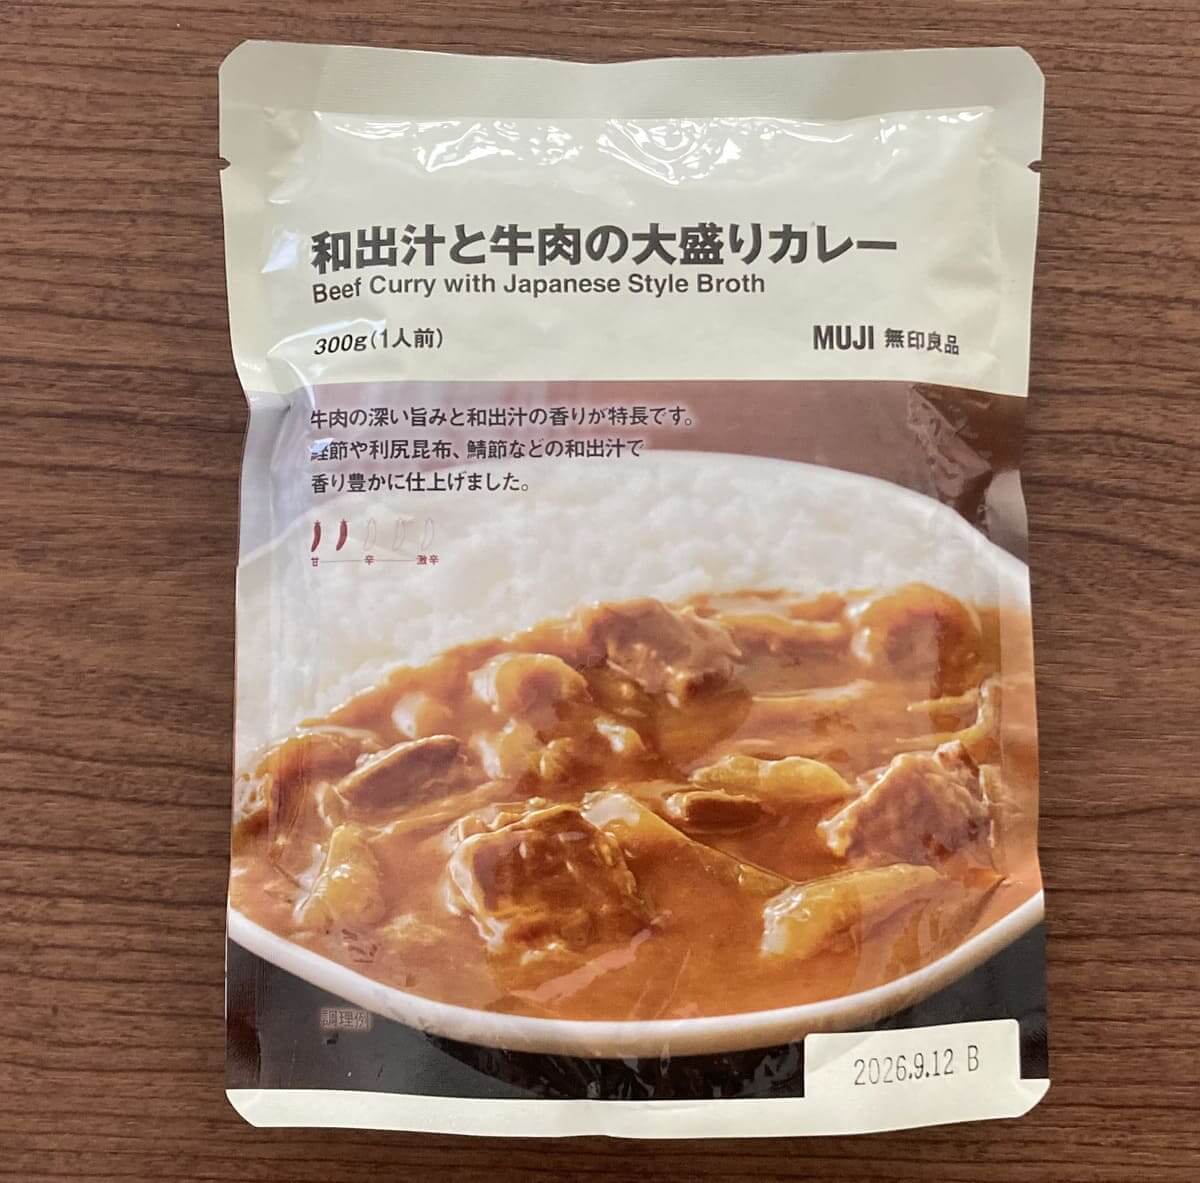 和出汁と牛肉の大盛りカレー
Beef Curry with Japanese Style Broth
300g(1人前)
MUJI 無印良品
牛肉の深い旨みと和出汁の香りが特長です。
鰹節や利尻昆布、鯖節などの和出汁で
香り豊かに仕上げました。
甘 辛 激辛
調理例
2026.9.12 B